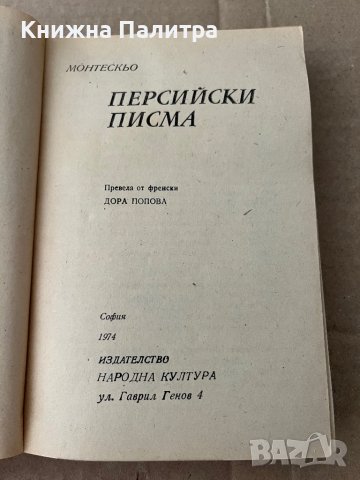 Книжна Палитра
МОНТЕСКЬО
ПЕРСИЙСКИ
ПИСМА
Превела от френски
ДОРА ПОПОВА
София
1974
ИЗДАТЕЛСТВО
НАРОДНА КУЛТУРА
ул. Гаврил Генов 4
BAZAR